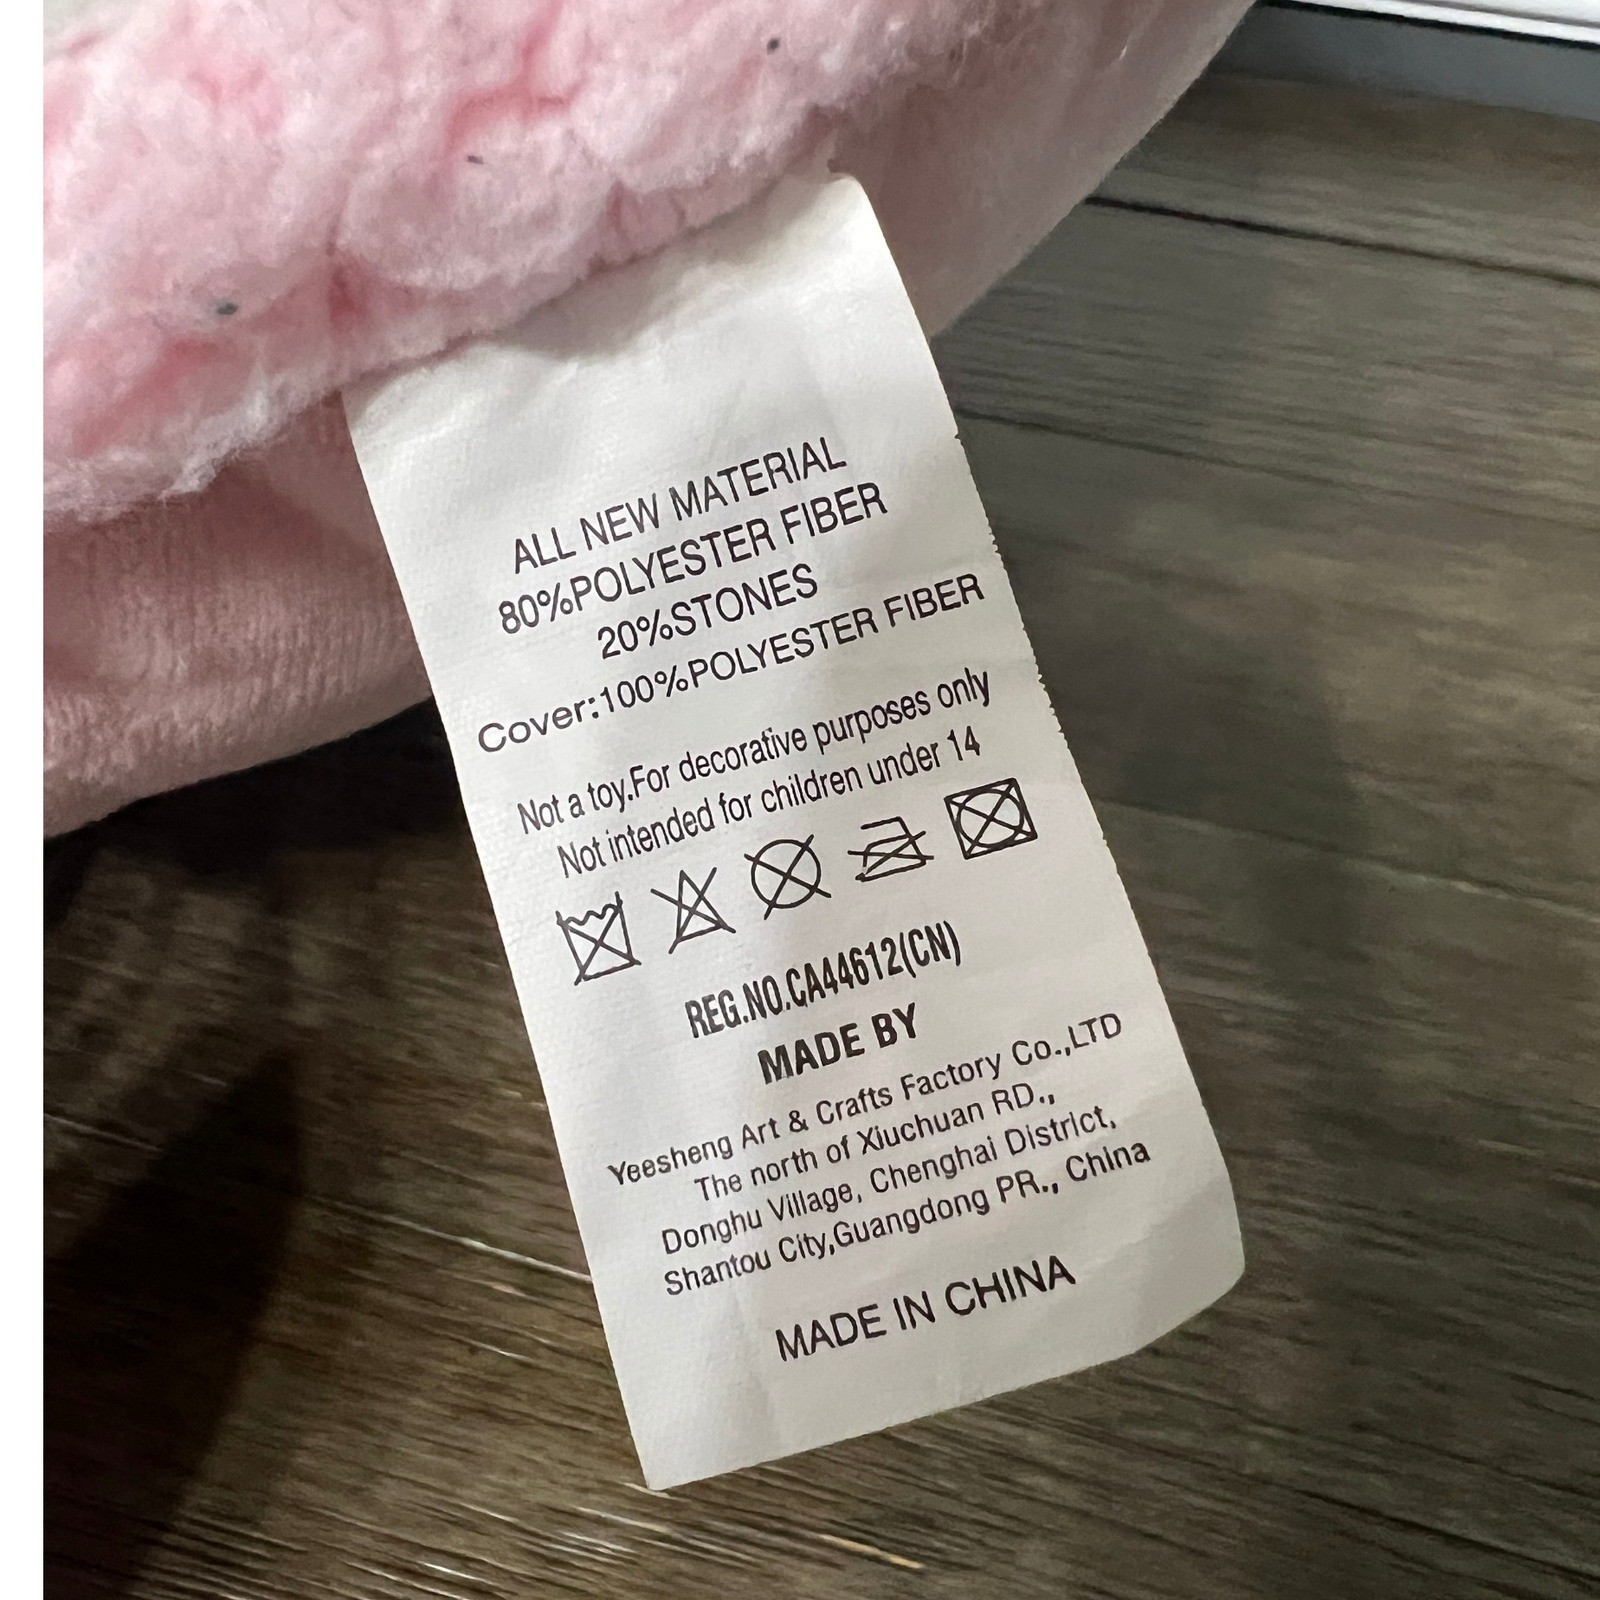 ALL NEW MATERIAL
80%POLYESTER FIBER
20%STONES
Cover:100%POLYESTER FIBER
Not a toy.For decorative purposes only
Not intended for children under 14
REG.NO.CA44612(CN)
MADE BY
Yeesheng Art & Crafts Factory Co.,LTD
The north of Xiuchuan RD.,
Donghu Village, Chenghai District,
Shantou City,Guangdong PR., China
MADE IN CHINA